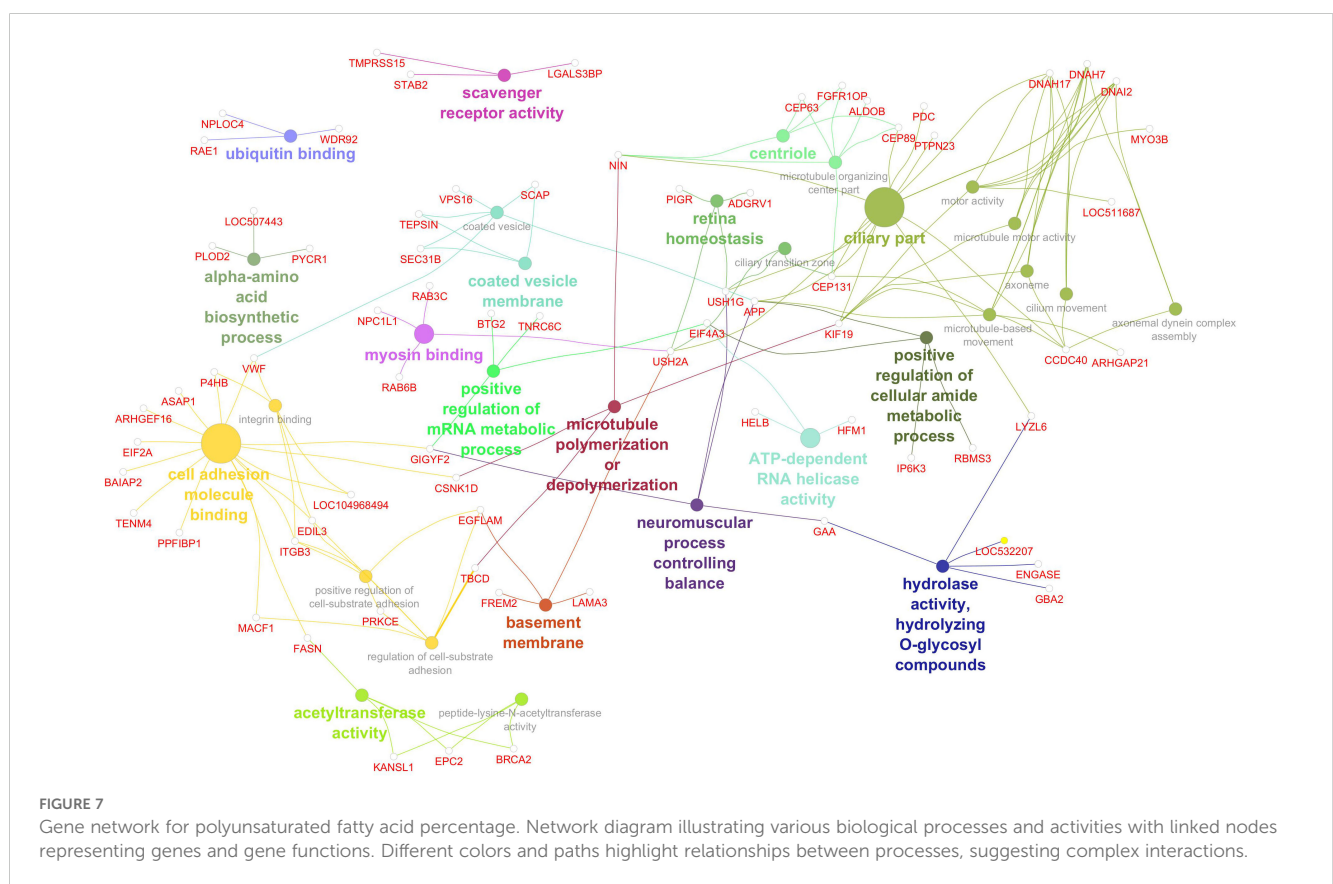 TMPRSS15
STAB2
LGALS3BP
scavenger
receptor activity
NPLOC4
RAE1
WDR92
ubiquitin binding
DNAH17
DNAH7
DNAI2
FGFR1OP
CEP63
ALDOB
PDC
CEP89
PTPN23
MYO3B
centriole
microtubule organizing
center part
NIN
motor activity
LOC511687
VPS16
SCAP
TEPSIN
coated vesicle
SEC31B
PIGR
ADGRV1
retina
homeostasis
ciliary part
microtubule motor activity
ciliary transition zone
LOC507443
PLOD2
PYCR1
alpha-amino
acid
biosynthetic
process
coated vesicle
membrane
CEP131
axoneme
cilium movement
RAB3C
NPC1L1
BTG2
TNRC6C
USH1G
APP
EIF4A3
KIF19
microtubule-based
movement
axonemal dynein complex
assembly
myosin binding
USH2A
CCDC40
ARHGAP21
RAB6B
VWF
P4HB
ASAP1
ARHGEF16
integrin binding
EIF2A
BAIAP2
cell adhesion
molecule
binding
positive
regulation of
mRNA metabolic
process
microtubule
polymerization
or
depolymerization
positive
regulation of
cellular amide
metabolic
process
HELB
HFM1
LYZL6
ATP-dependent
RNA helicase
activity
IP6K3
RBMS3
GIGYF2
CSNK1D
LOC104968494
TENM4
PPFIBP1
EDIL3
ITGB3
EGFLAM
neuromuscular
process
controlling
balance
GAA
LOC532207
ENGASE
GBA2
hydrolase
activity,
hydrolyzing
O-glycosyl
compounds
positive regulation of
cell-substrate adhesion
TBCD
FREM2
LAMA3
basement
membrane
MACF1
PRKCE
FASN
regulation of cell-substrate
adhesion
acetyltransferase
activity
peptide-lysine-N-acetyltransferase
activity
KANSL1
EPC2
BRCA2
FIGURE 7
Gene network for polyunsaturated fatty acid percentage. Network diagram illustrating various biological processes and activities with linked nodes
representing genes and gene functions. Different colors and paths highlight relationships between processes, suggesting complex interactions.